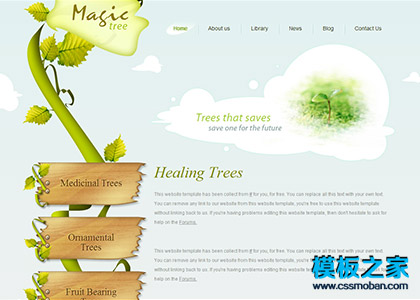 Magic
tree
Home About us Library News Blog Contact Us
Trees that saves
save one for the future
Healing Trees
Medicinal Trees
This website template has been collected from # for you, for free. You can replace all this text with your own text.
You can remove any link to our website from this website template, you're free to use this website template
without linking back to us. If you're having problems editing this website template, then don't hesitate to ask for
help on the Forums.
Ornamental
Trees
This website template has been collected from # for you, for free. You can replace all this text with your own text.
You can remove any link to our website from this website template, you're free to use this website template
without linking back to us. If you're having problems editing this website template, then don't hesitate to ask for
help on the Forums.
Fruit Bearing
模板之家
www.cssmoban.com